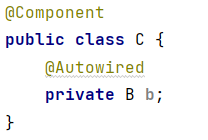 @Component
public class C {
    @Autowired
    private B b;
}